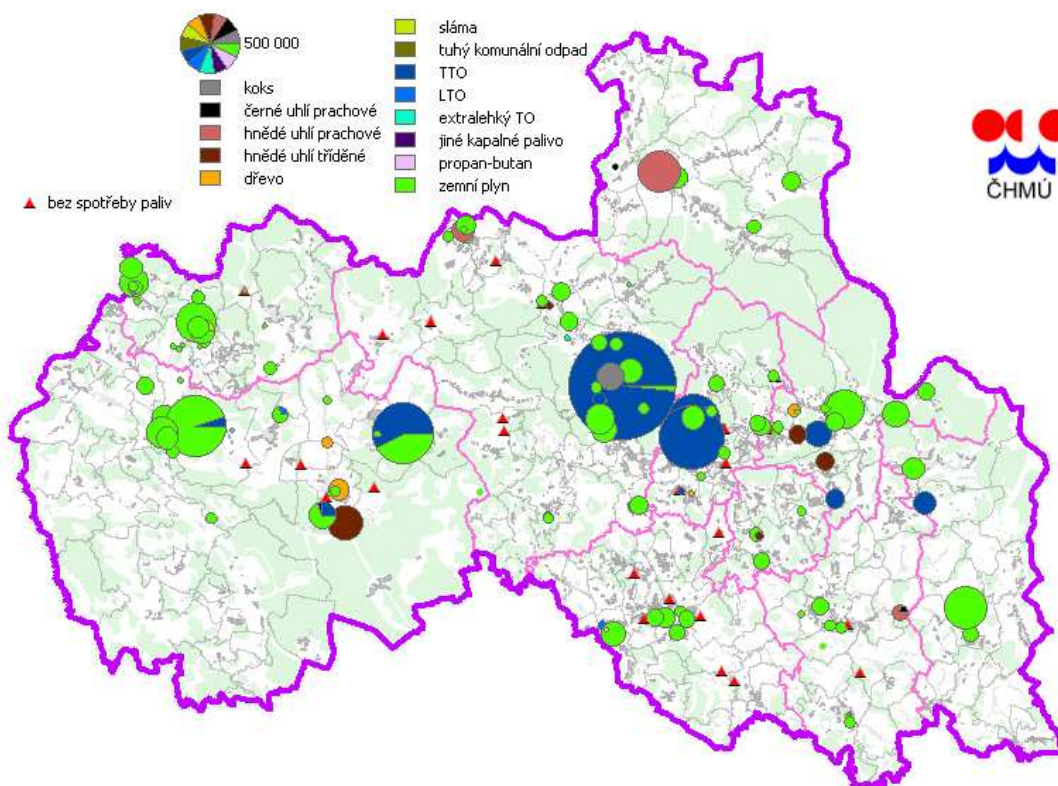 500 000
koks
černé uhlí prachové
hnědé uhlí prachové
hnědé uhlí tříděné
dřevo
sláma
tuhý komunální odpad
TTO
LTO
extralehký TO
jiné kapalné palivo
propan-butan
zemní plyn
bez spotřeby paliv
ČHMÚ